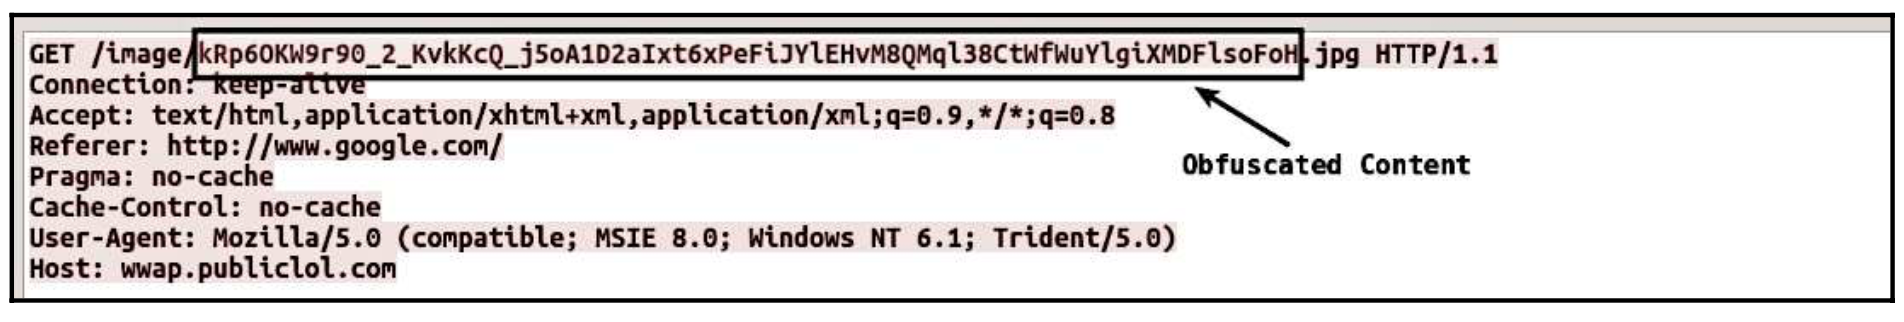 GET /image/kRp6OKW9r90_2_KvkKcQ_j5oA1D2aIxt6xPeFiJYlEHvM8QMql38CtWfWuYlgiXMDFlsoFoH.jpg HTTP/1.1
Connection: keep-alive
Accept: text/html,application/xhtml+xml,application/xml;q=0.9,*/*;q=0.8
Referer: http://www.google.com/
Obfuscated Content
Pragma: no-cache
Cache-Control: no-cache
User-Agent: Mozilla/5.0 (compatible; MSIE 8.0; Windows NT 6.1; Trident/5.0)
Host: wwap.publiclol.com